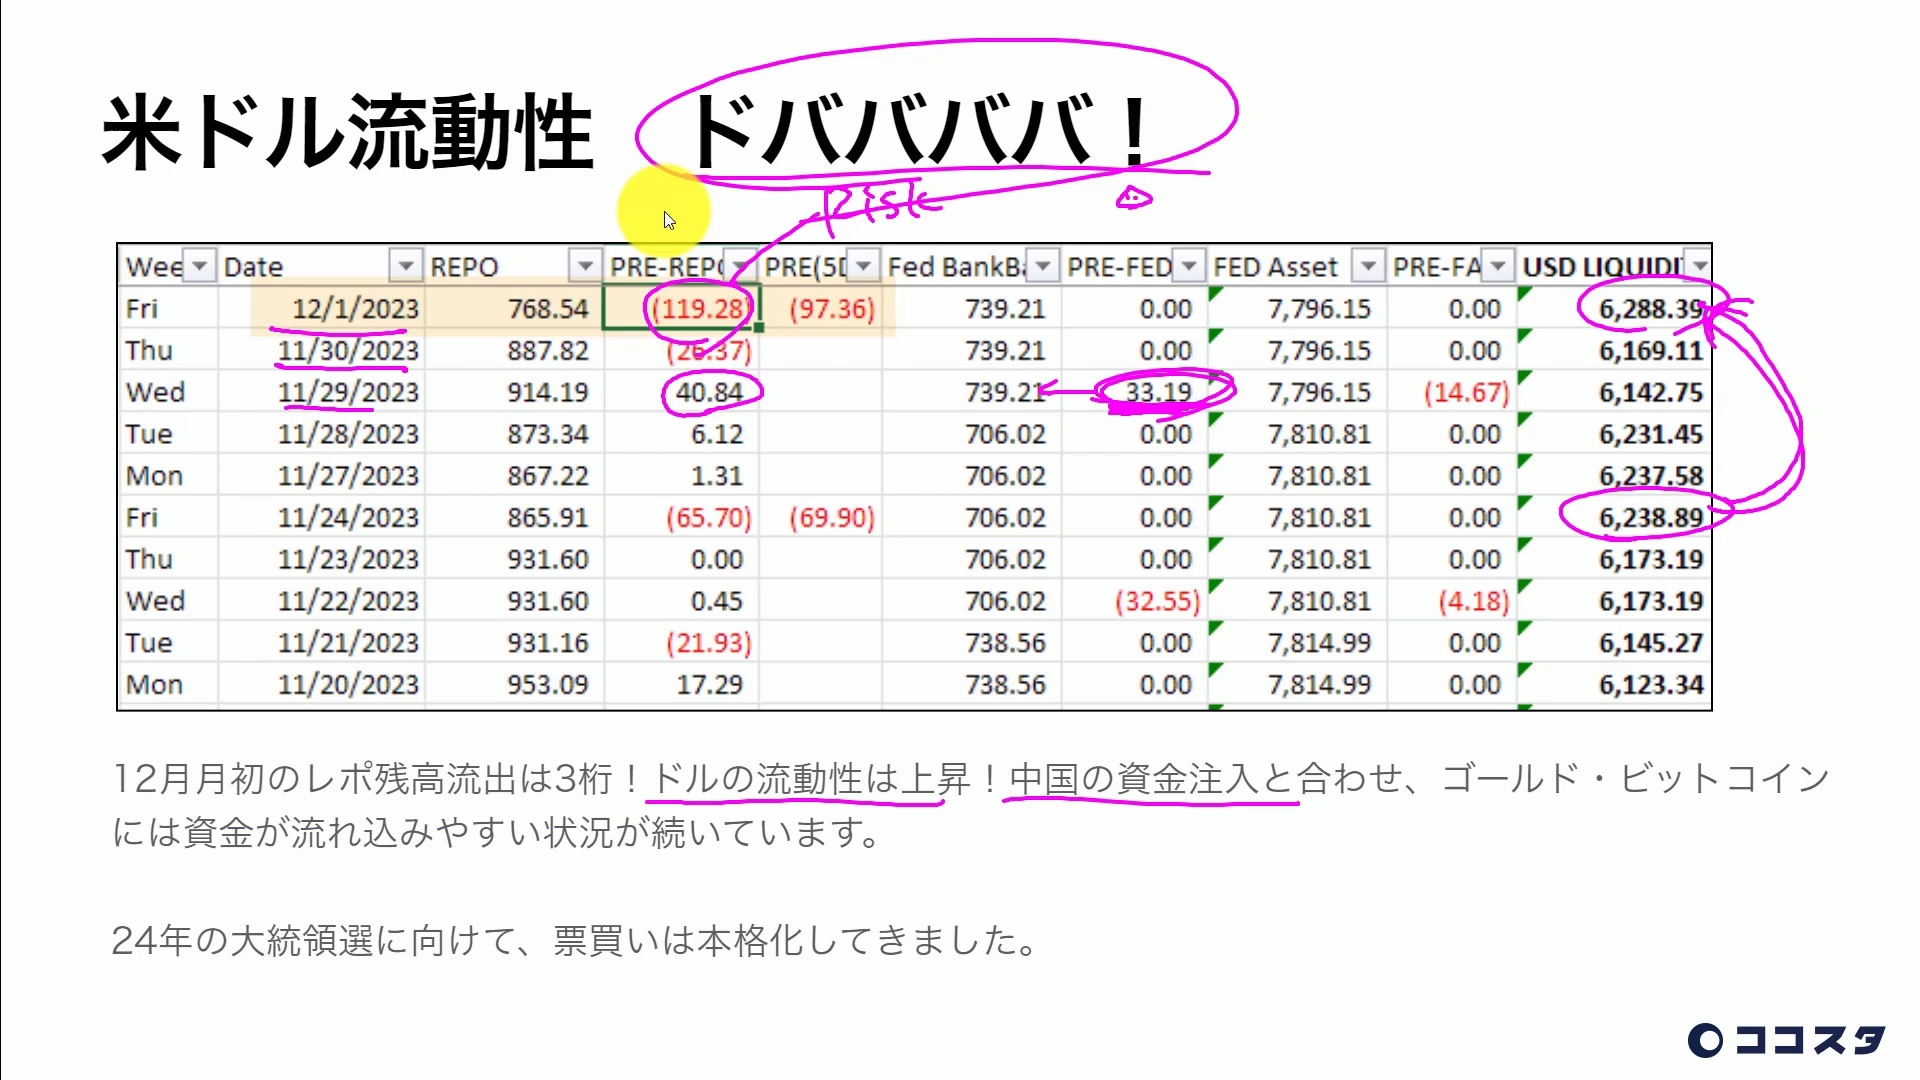 米ドル流動性 ドババババ！
Risk
Wee Date REPO PRE-REPO PRE(5D Fed BankBa PRE-FED FED Asset PRE-FA USD LIQUIDI
Fri 12/1/2023 768.54 (119.28) (97.36) 739.21 0.00 7,796.15 0.00 6,288.39
Thu 11/30/2023 887.82 (26.37) 739.21 0.00 7,796.15 0.00 6,169.11
Wed 11/29/2023 914.19 40.84 739.21 33.19 7,796.15 (14.67) 6,142.75
Tue 11/28/2023 873.34 6.12 706.02 0.00 7,810.81 0.00 6,231.45
Mon 11/27/2023 867.22 1.31 706.02 0.00 7,810.81 0.00 6,237.58
Fri 11/24/2023 865.91 (65.70) (69.90) 706.02 0.00 7,810.81 0.00 6,238.89
Thu 11/23/2023 931.60 0.00 706.02 0.00 7,810.81 0.00 6,173.19
Wed 11/22/2023 931.60 0.45 706.02 (32.55) 7,810.81 (4.18) 6,173.19
Tue 11/21/2023 931.16 (21.93) 738.56 0.00 7,814.99 0.00 6,145.27
Mon 11/20/2023 953.09 17.29 738.56 0.00 7,814.99 0.00 6,123.34
12月月初のレポ残高流出は3桁！ドルの流動性は上昇！中国の資金注入と合わせ、ゴールド・ビットコイン
には資金が流れ込みやすい状況が続いています。
24年の大統領選に向けて、票買いは本格化してきました。
ココスタ